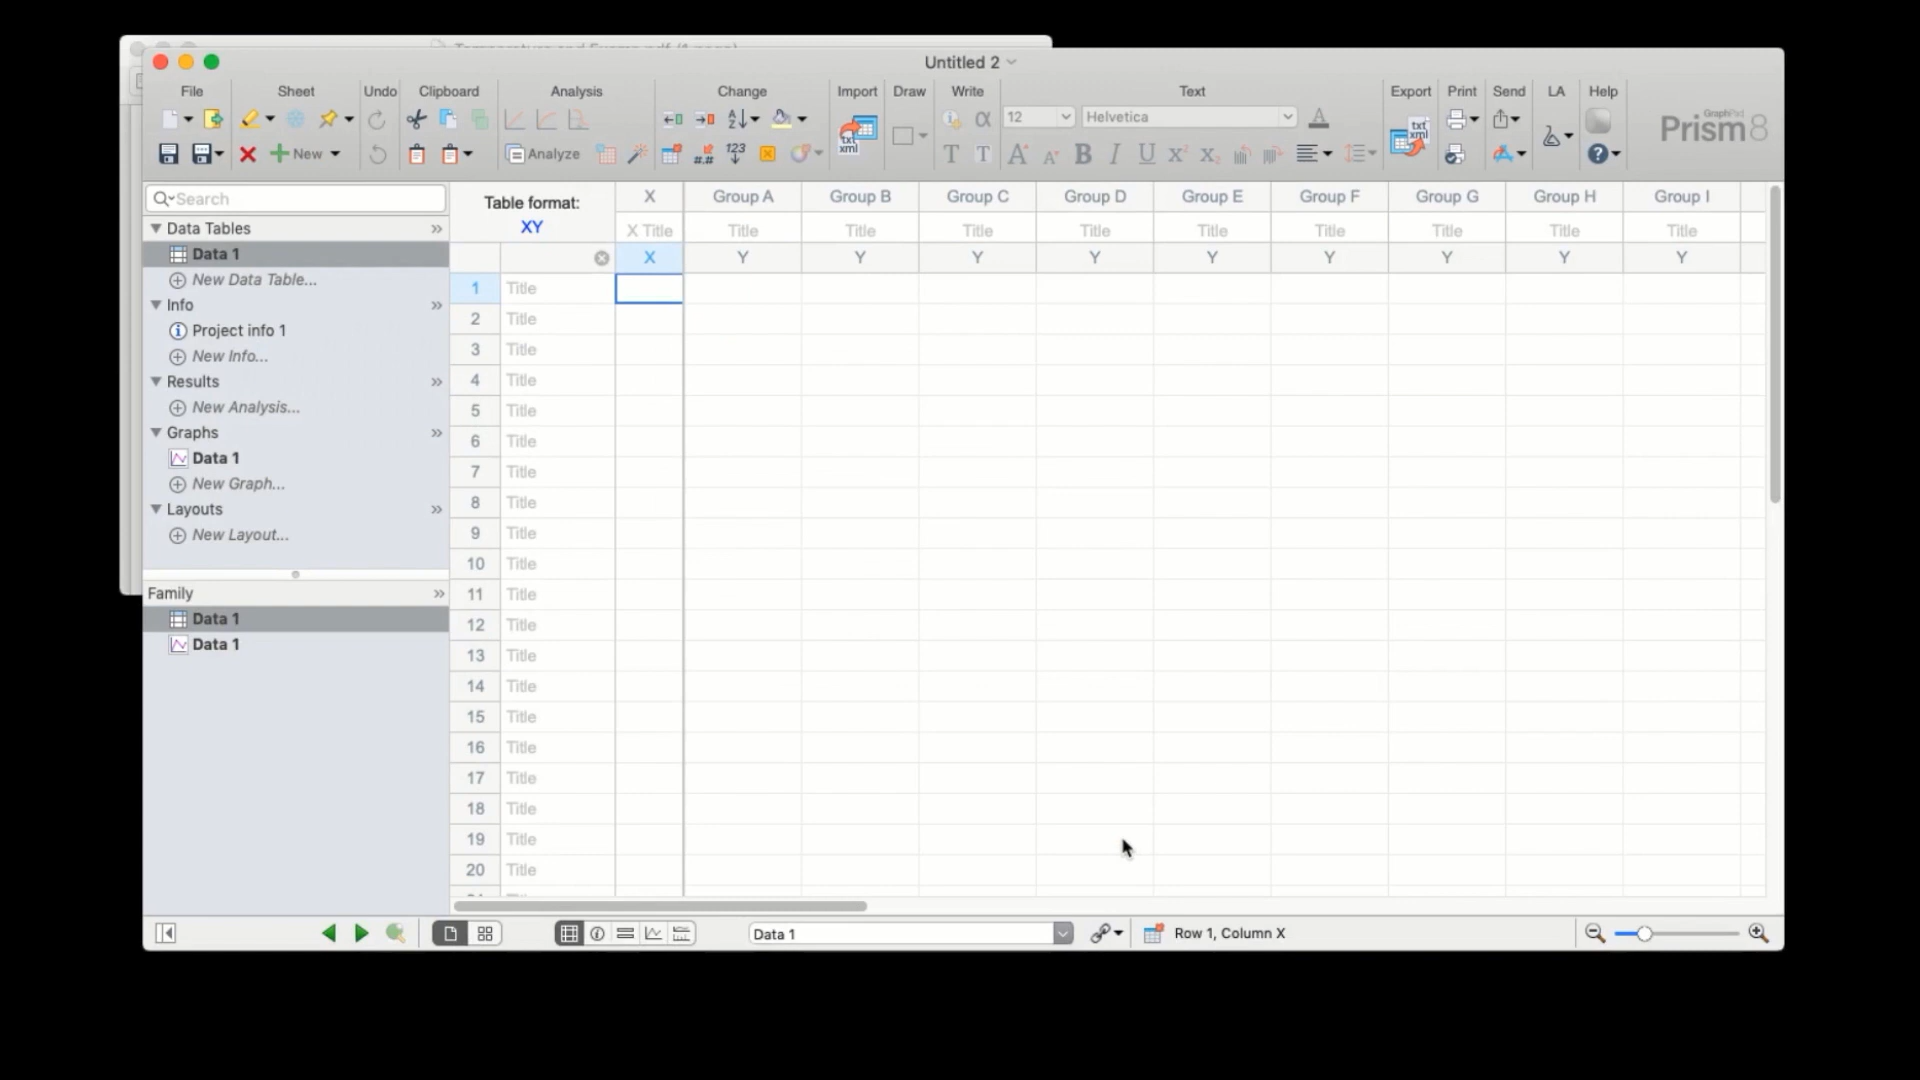 Untitled 2
File Sheet Undo Clipboard Analysis Change Import Draw Write Text Export Print Send LA Help
12 Helvetica
New Analyze
GraphPad
Prism 8
Search
Data Tables
Data 1
New Data Table...
Info
Project info 1
New Info...
Results
New Analysis...
Graphs
Data 1
New Graph...
Layouts
New Layout...
Family
Data 1
Data 1
Table format:
XY
X Group A Group B Group C Group D Group E Group F Group G Group H Group I
X Title Title Title Title Title Title Title Title Title Title
X Y Y Y Y Y Y Y Y Y
1 Title
2 Title
3 Title
4 Title
5 Title
6 Title
7 Title
8 Title
9 Title
10 Title
11 Title
12 Title
13 Title
14 Title
15 Title
16 Title
17 Title
18 Title
19 Title
20 Title
Data 1
Row 1, Column X